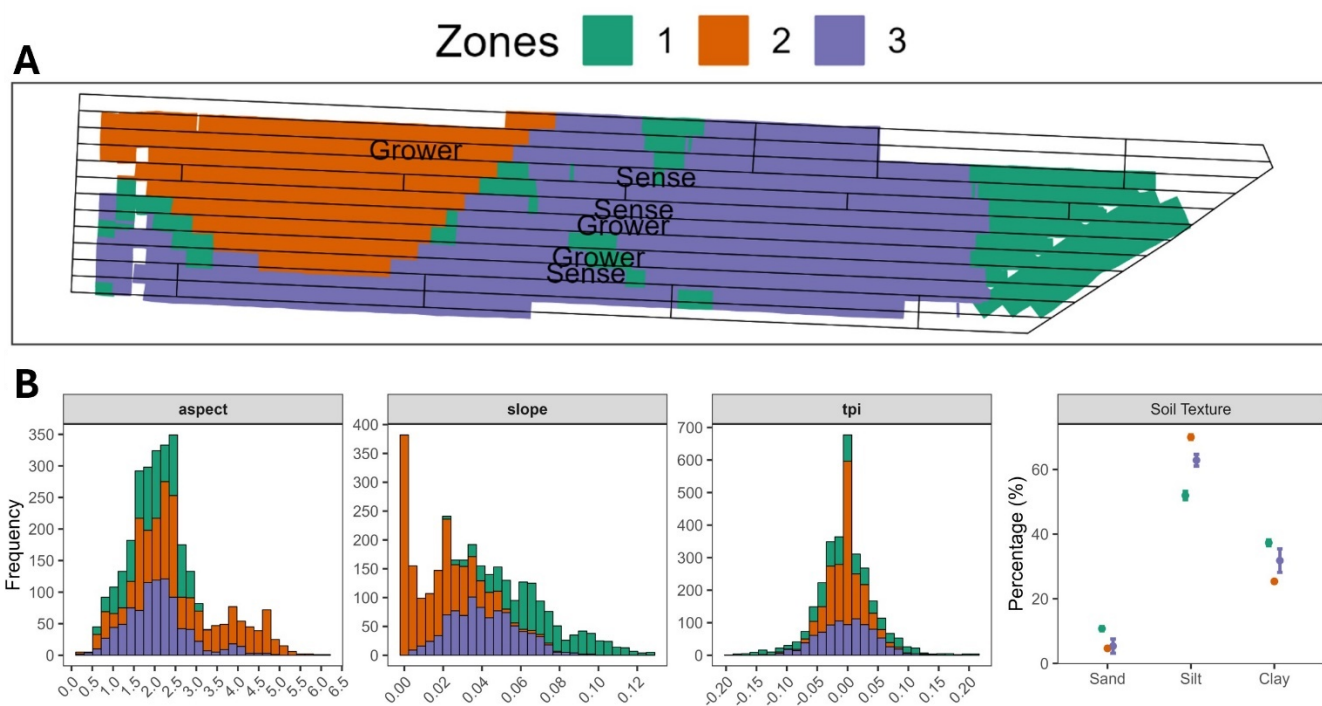 Zones 1 2 3
A
Grower
Sense
Sense
Grower
Grower
Sense
B
aspect slope tpi Soil Texture
Frequency
350
300
250
200
150
100
50
0
0.0 0.5 1.0 1.5 2.0 2.5 3.0 3.5 4.0 4.5 5.0 5.5 6.0 6.5
400
350
300
250
200
150
100
50
0
0.00 0.02 0.04 0.06 0.08 0.10 0.12
700
600
500
400
300
200
100
0
-0.20 -0.15 -0.10 -0.05 0.00 0.05 0.10 0.15 0.20
Percentage (%)
60
40
20
0
Sand Silt Clay